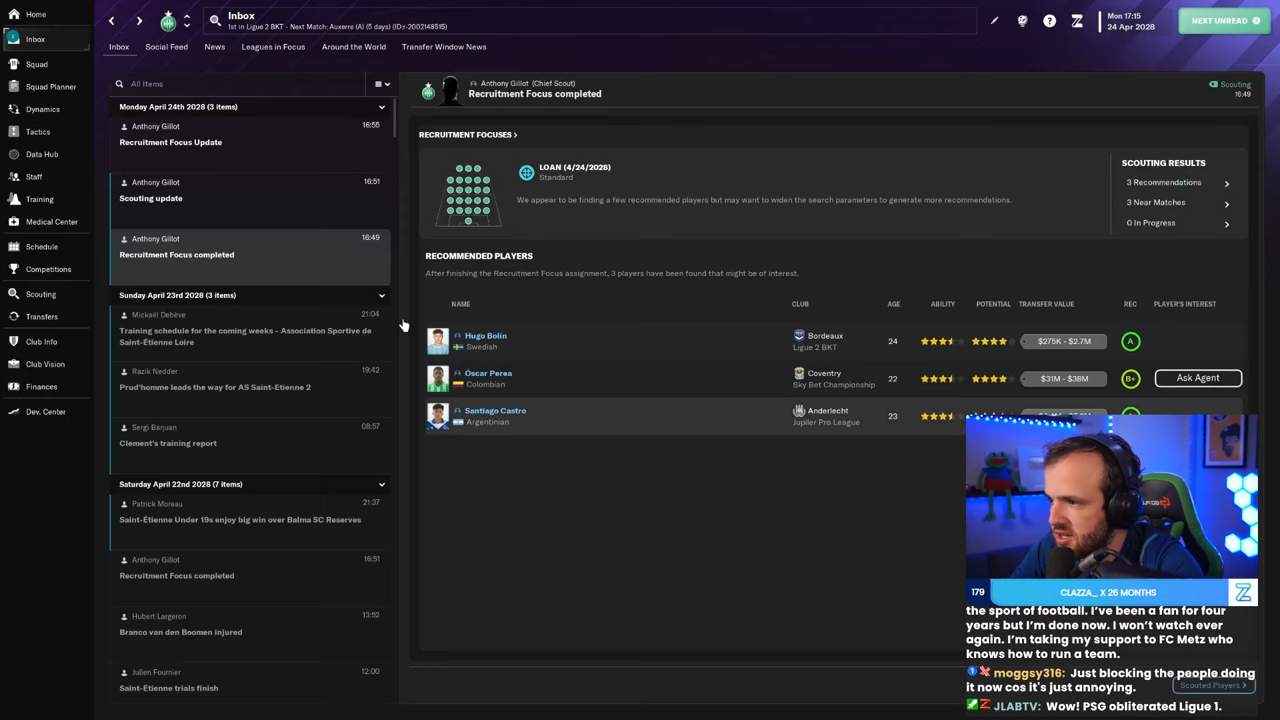 Home
Inbox
Squad
Squad Planner
Dynamics
Tactics
Data Hub
Staff
Training
Medical Center
Schedule
Competitions
Scouting
Transfers
Club Info
Club Vision
Finances
Dev. Center
Inbox
1st in Ligue 2 BKT - Next Match: Auxerre (A) (5 days) (ID:r-2002148515)
Mon 17:15
24 Apr 2028
NEXT UNREAD
Inbox
Social Feed
News
Leagues in Focus
Around the World
Transfer Window News
All Items
Monday April 24th 2028 (3 items)
Anthony Gillot 16:55
Recruitment Focus Update
Anthony Gillot 16:51
Scouting update
Anthony Gillot 16:49
Recruitment Focus completed
Sunday April 23rd 2028 (3 items)
Mickaël Debève 21:04
Training schedule for the coming weeks - Association Sportive de
Saint-Étienne Loire
Razik Nedder 19:42
Prud'homme leads the way for AS Saint-Etienne 2
Sergi Barjuan 08:57
Clement's training report
Saturday April 22nd 2028 (7 items)
Patrick Moreau 21:37
Saint-Étienne Under 19s enjoy big win over Balma SC Reserves
Anthony Gillot 16:51
Recruitment Focus completed
Hubert Largeron 13:52
Branco van den Boomen injured
Julien Fournier 12:00
Saint-Étienne trials finish
Anthony Gillot (Chief Scout)
Recruitment Focus completed
Scouting
16:49
RECRUITMENT FOCUSES >
LOAN (4/24/2028)
Standard
We appear to be finding a few recommended players but may want to widen the search parameters to generate more recommendations.
SCOUTING RESULTS
3 Recommendations
3 Near Matches
0 In Progress
RECOMMENDED PLAYERS
After finishing the Recruitment Focus assignment, 3 players have been found that might be of interest.
NAME CLUB AGE ABILITY POTENTIAL TRANSFER VALUE REC PLAYER'S INTEREST
Hugo Bolin Bordeaux 24 $275K - $2.7M A
Swedish Ligue 2 BKT
Óscar Perea Coventry 22 $31M - $38M B+ Ask Agent
Colombian Sky Bet Championship
Santiago Castro Anderlecht 23
Argentinian Jupiler Pro League
179 CLAZZA_ X 26 MONTHS
the sport of football. I've been a fan for four
years but I'm done now. I won't watch ever
again. I'm taking my support to FC Metz who
knows how to run a team.
moggsy316: Just blocking the people doing
it now cos it's just annoying.
Scouted Players >
JLABTV: Wow! PSG obliterated Ligue 1.